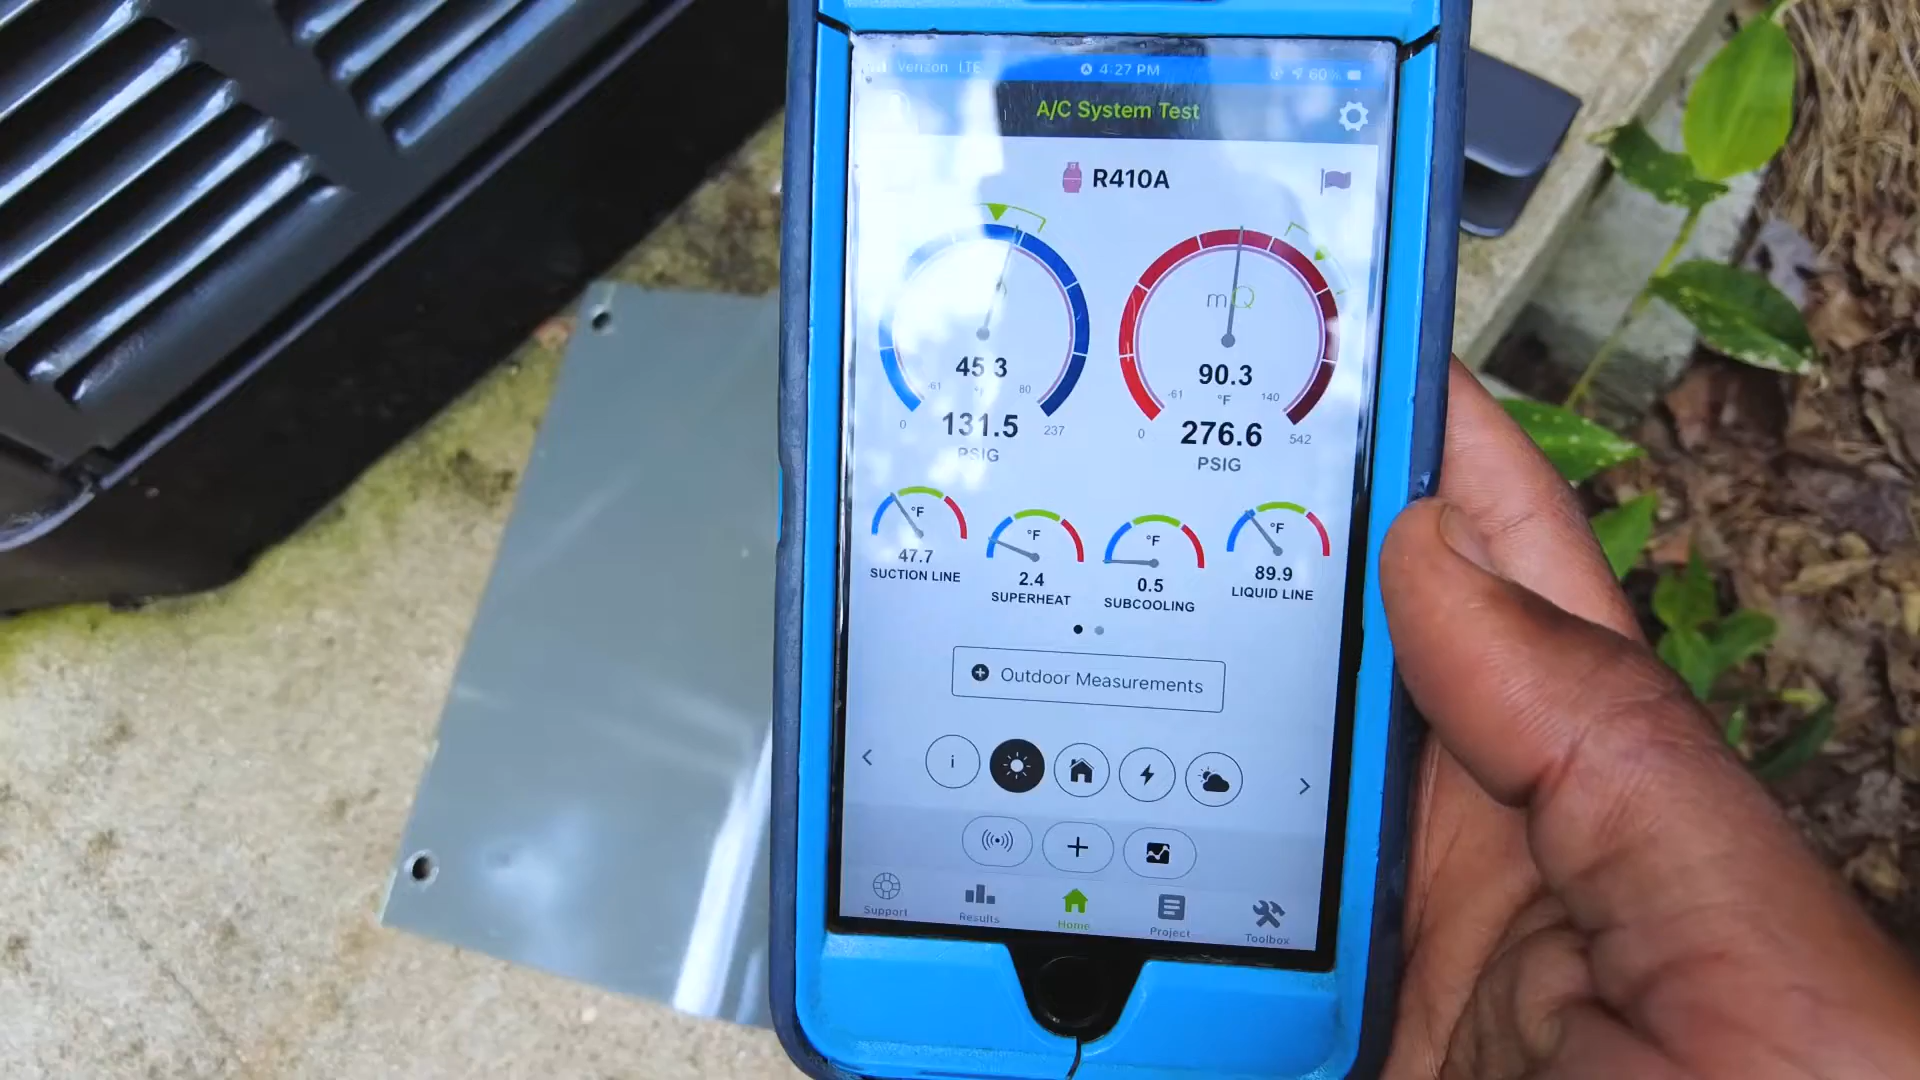 Verizon LTE 4:27 PM 60%
A/C System Test
R410A
mQ
45.3 90.3
-61 °F 80 -61 °F 140
131.5 276.6
0 237 0 542
PSIG PSIG
°F °F °F °F
47.7 2.4 0.5 89.9
SUCTION LINE SUPERHEAT SUBCOOLING LIQUID LINE
Outdoor Measurements
i
Support Results Home Project Toolbox